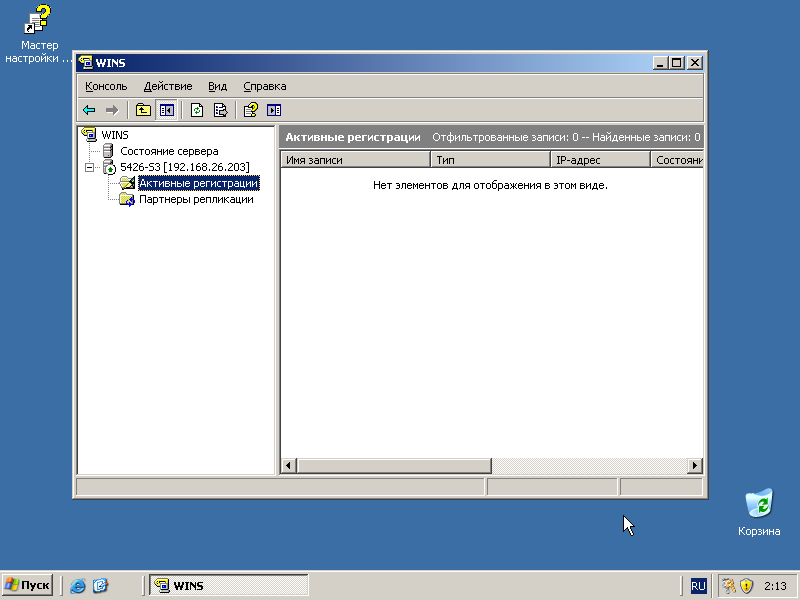 Мастер
настройки ...
WINS
Консоль Действие Вид Справка
WINS
Состояние сервера
5426-S3 [192.168.26.203]
Активные регистрации
Партнеры репликации
Активные регистрации Отфильтрованные записи: 0 -- Найденные записи: 0
Имя записи Тип IP-адрес Состояни
Нет элементов для отображения в этом виде.
Корзина
Пуск WINS RU 2:13